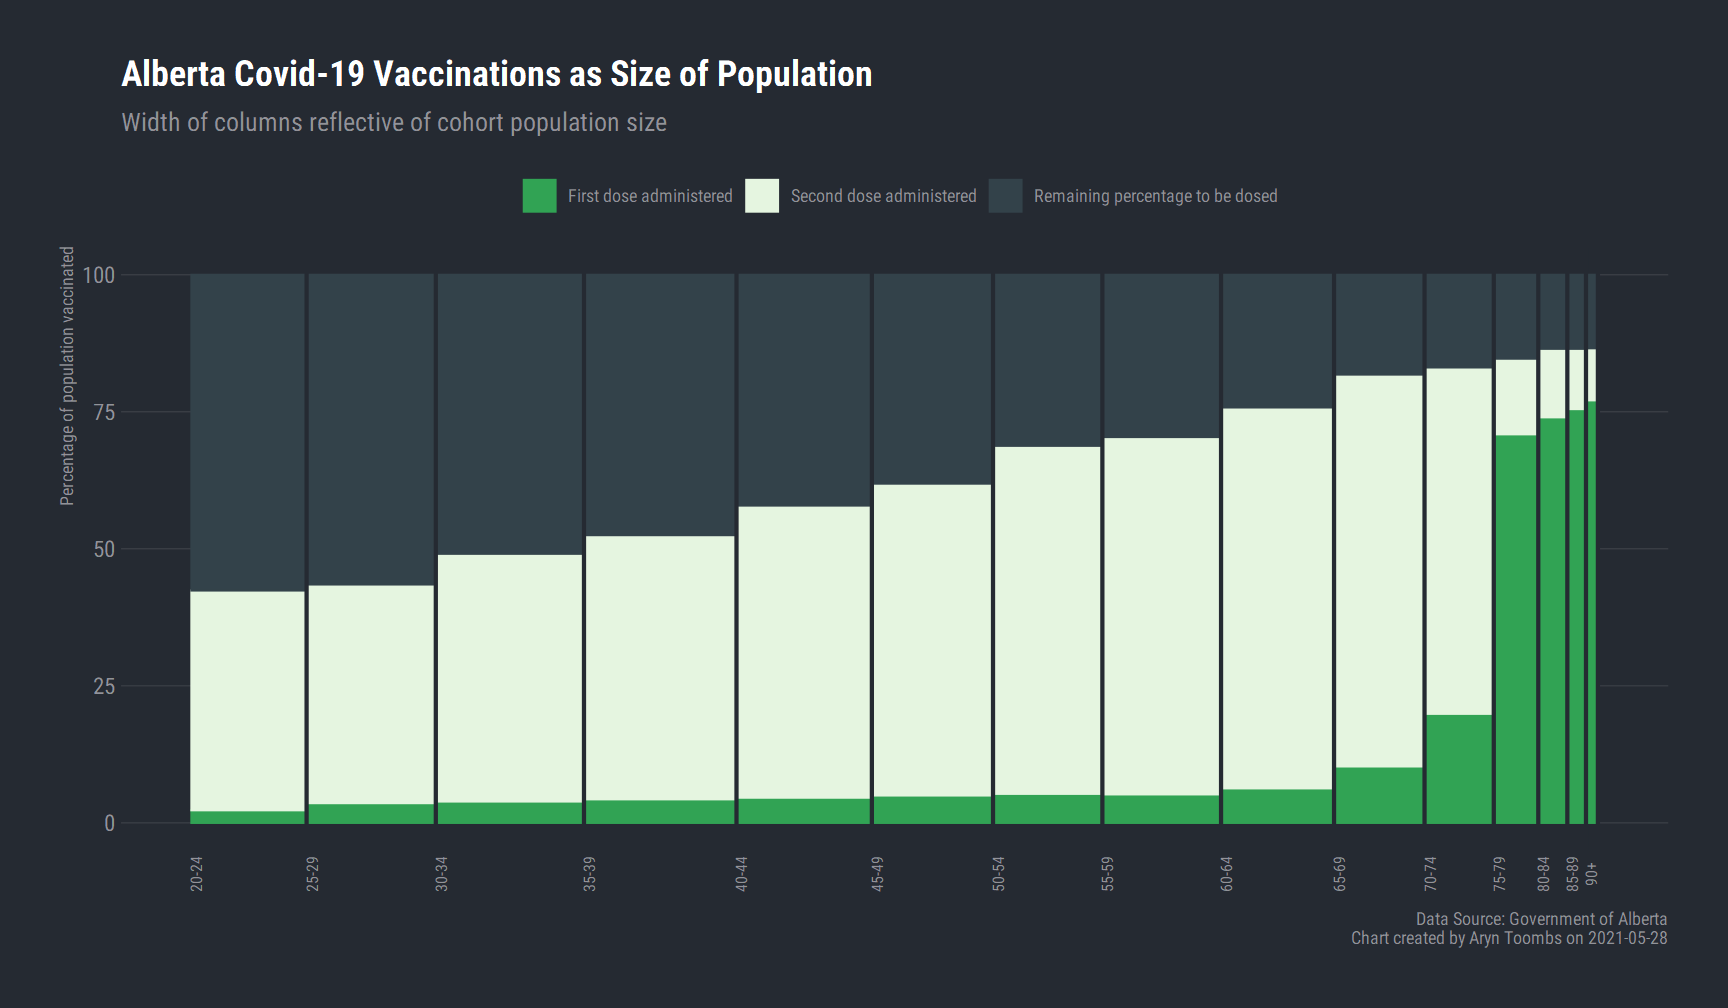 Alberta Covid-19 Vaccinations as Size of Population
Width of columns reflective of cohort population size
First dose administered
Second dose administered
Remaining percentage to be dosed
Percentage of population vaccinated
100
75
50
25
0
20-24
25-29
30-34
35-39
40-44
45-49
50-54
55-59
60-64
65-69
70-74
75-79
80-84
85-89
90+
Data Source: Government of Alberta
Chart created by Aryn Toombs on 2021-05-28